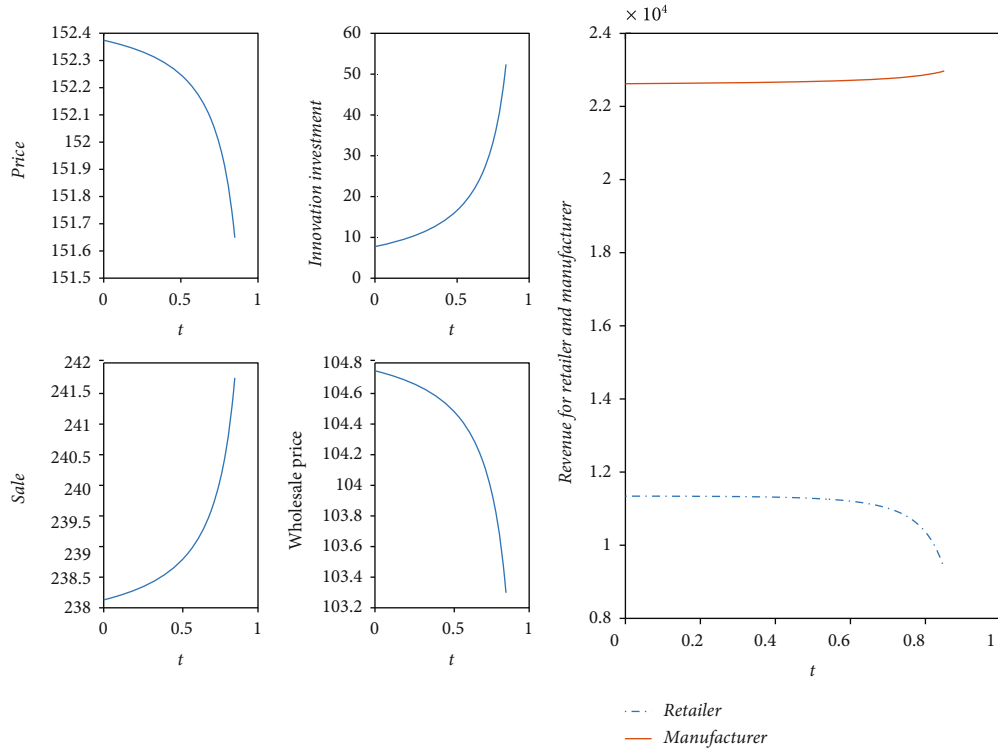 Price
152.4
152.3
152.2
152.1
152
151.9
151.8
151.7
151.6
151.5
0 0.5 1
t
Innovation investment
60
50
40
30
20
10
0
0 0.5 1
t
Sale
242
241.5
241
240.5
240
239.5
239
238.5
238
0 0.5 1
t
Wholesale price
104.8
104.6
104.4
104.2
104
103.8
103.6
103.4
103.2
0 0.5 1
t
× 10⁴
Revenue for retailer and manufacturer
2.4
2.2
2
1.8
1.6
1.4
1.2
1
0.8
0 0.2 0.4 0.6 0.8 1
t
Retailer
Manufacturer